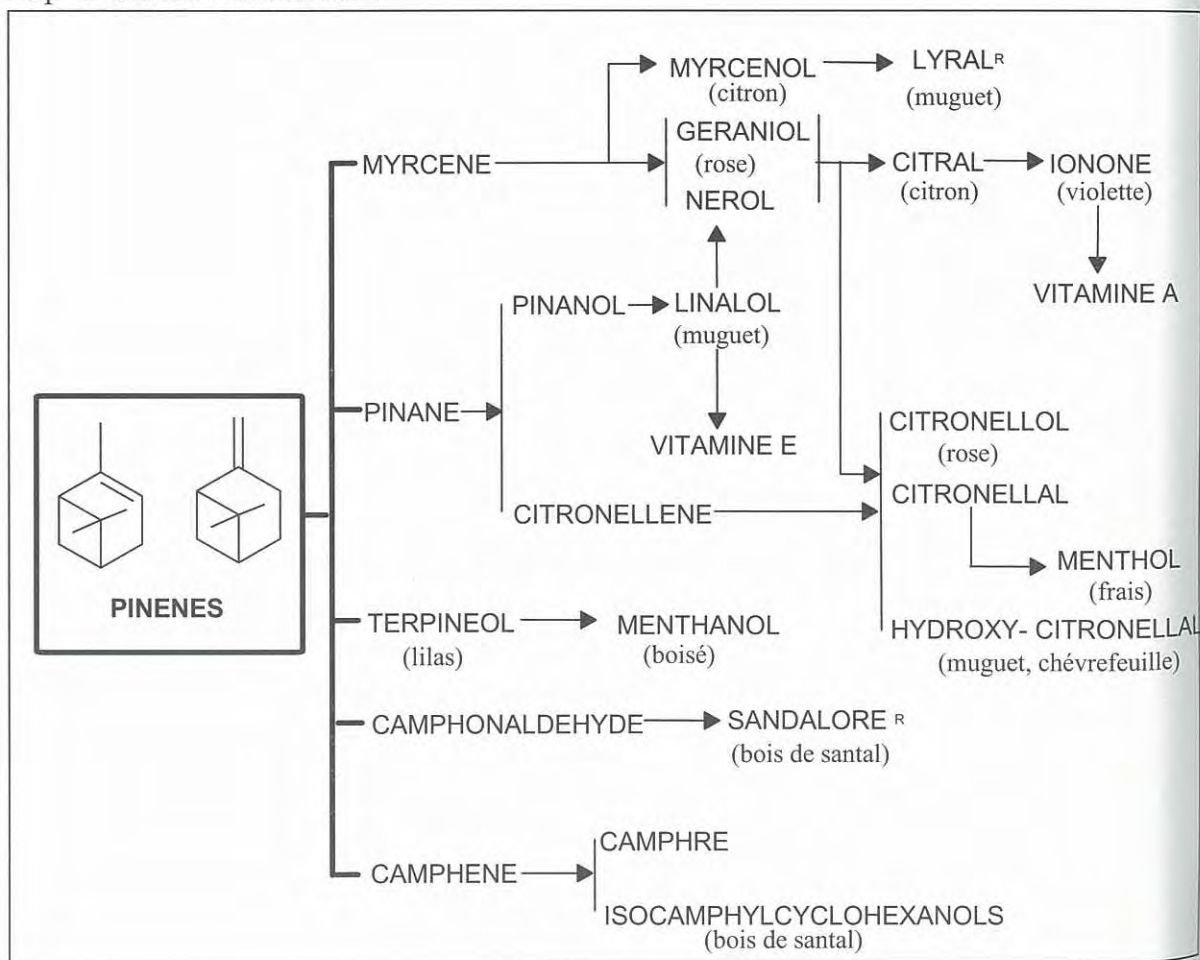 MYRCENOL
(citron)
LYRAL R
(muguet)
MYRCENE
GERANIOL
(rose)
NEROL
CITRAL
(citron)
IONONE
(violette)
VITAMINE A
PINANOL
LINALOL
(muguet)
PINANE
VITAMINE E
CITRONELLENE
CITRONELLOL
(rose)
CITRONELLAL
MENTHOL
(frais)
HYDROXY- CITRONELLAL
(muguet, chévrefeuille)
PINENES
TERPINEOL
(lilas)
MENTHANOL
(boisé)
CAMPHONALDEHYDE
SANDALORE R
(bois de santal)
CAMPHENE
CAMPHRE
ISOCAMPHYLCYCLOHEXANOLS
(bois de santal)